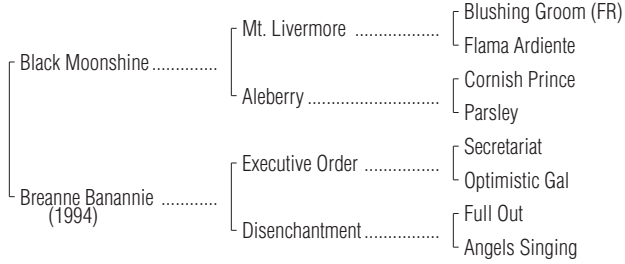 Blushing Groom (FR)
Mt. Livermore ..................
Flama Ardiente
Black Moonshine .............
Cornish Prince
Aleberry ............................
Parsley
Secretariat
Executive Order ................
Optimistic Gal
Breanne Banannie ...........
(1994)
Full Out
Disenchantment................
Angels Singing